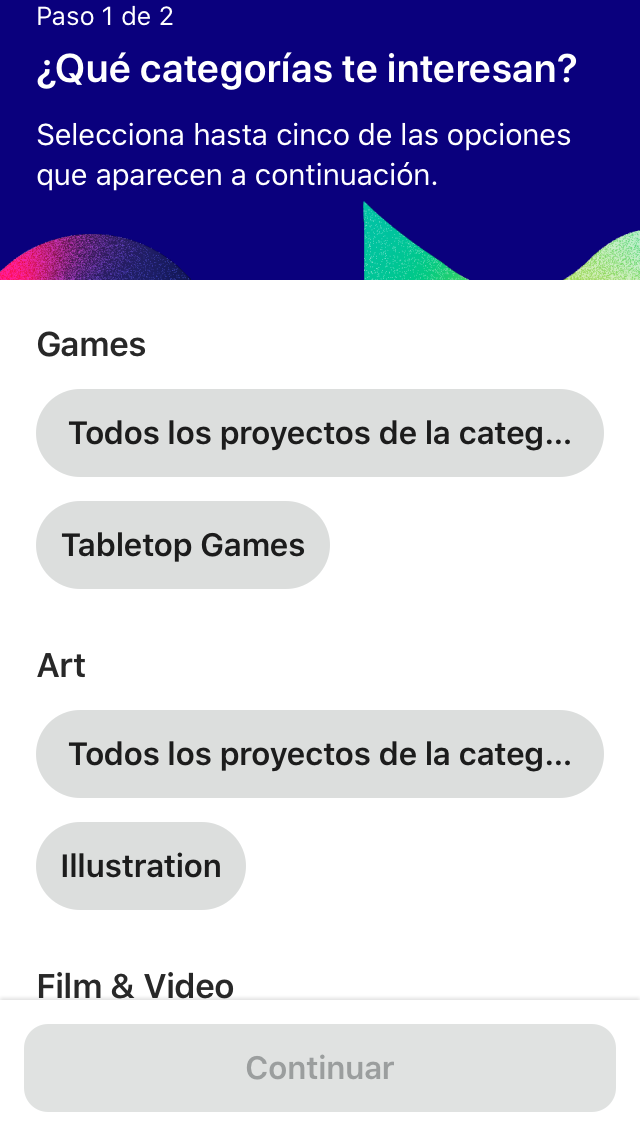 Paso 1 de 2
¿Qué categorías te interesan?
Selecciona hasta cinco de las opciones
que aparecen a continuación.
Games
Todos los proyectos de la categ...
Tabletop Games
Art
Todos los proyectos de la categ...
Illustration
Film & Video
Continuar